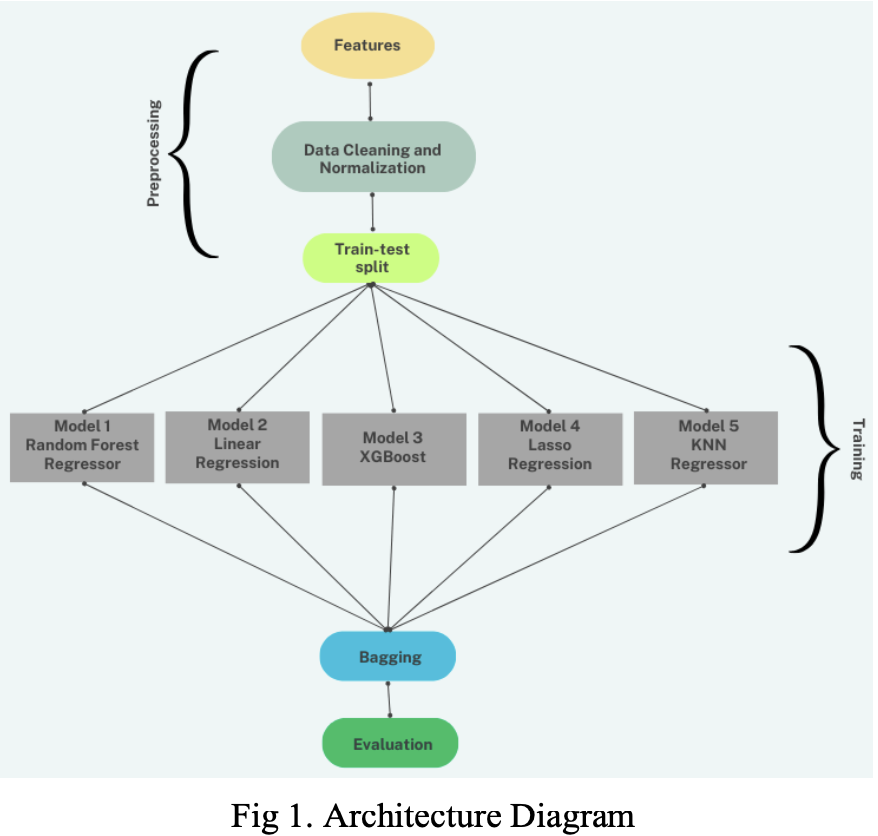 Features
Preprocessing
Data Cleaning and
Normalization
Train-test
split
Model 1
Random Forest
Regressor
Model 2
Linear
Regression
Model 3
XGBoost
Model 4
Lasso
Regression
Model 5
KNN
Regressor
Training
Bagging
Evaluation
Fig 1. Architecture Diagram